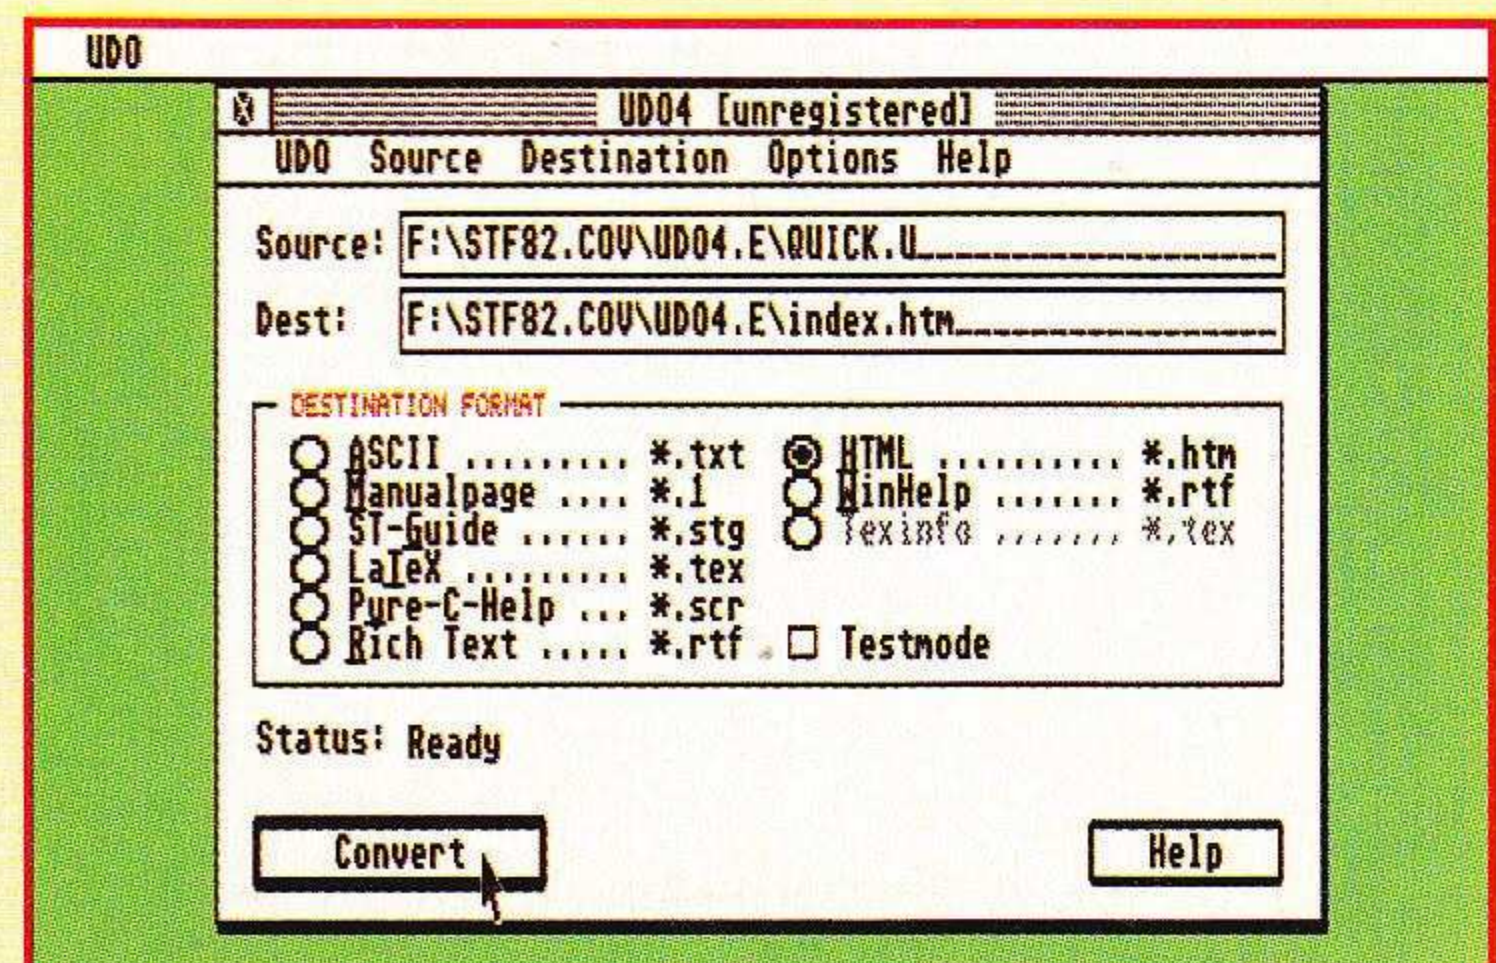 UDO
UDO4 [unregistered]
UDO Source Destination Options Help
Source: F:\STF82.COV\UDO4.E\QUICK.U
Dest: F:\STF82.COV\UDO4.E\index.htm
DESTINATION FORMAT
ASCII ......... *.txt
Manualpage .... *.1
ST-Guide ...... *.stg
LaTeX ......... *.tex
Pure-C-Help ... *.scr
Rich Text ..... *.rtf
HTML .......... *.htm
WinHelp ....... *.rtf
Texinfo ....... *.tex
Testmode
Status: Ready
Convert
Help